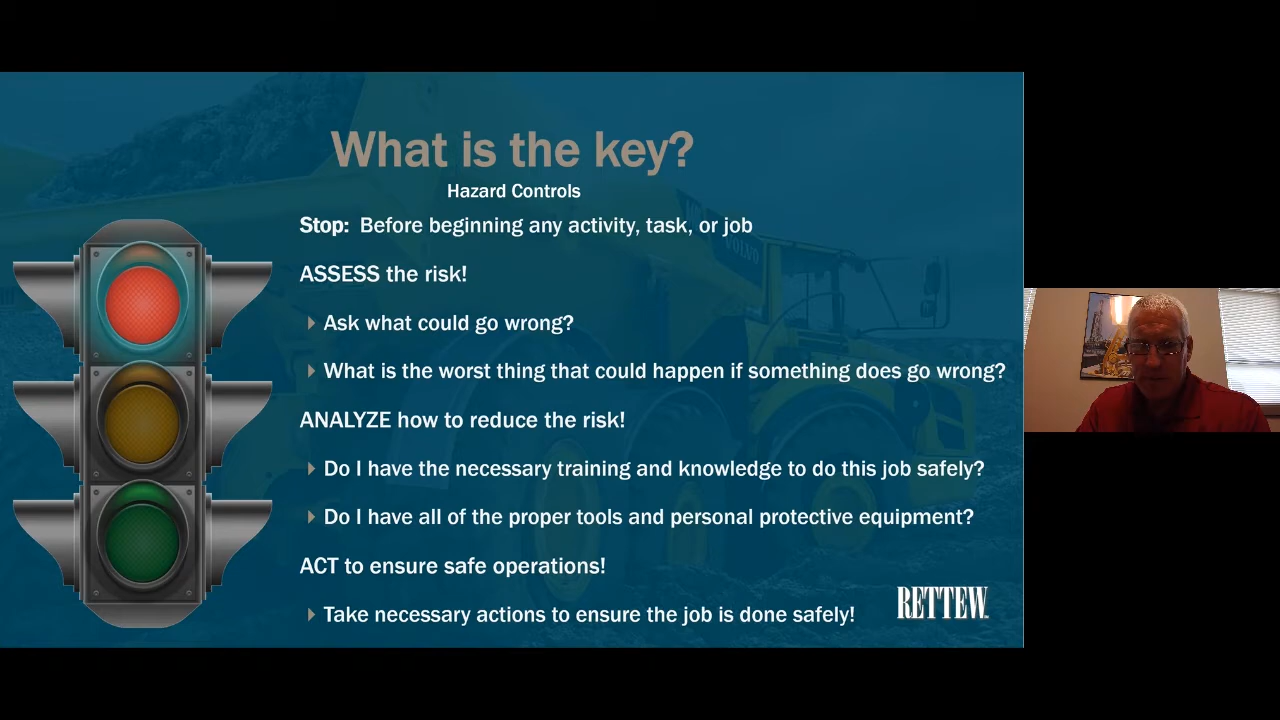 What is the key?
Hazard Controls
Stop: Before beginning any activity, task, or job
ASSESS the risk!
Ask what could go wrong?
What is the worst thing that could happen if something does go wrong?
ANALYZE how to reduce the risk!
Do I have the necessary training and knowledge to do this job safely?
Do I have all of the proper tools and personal protective equipment?
ACT to ensure safe operations!
Take necessary actions to ensure the job is done safely!
RETTEW
VOLVO